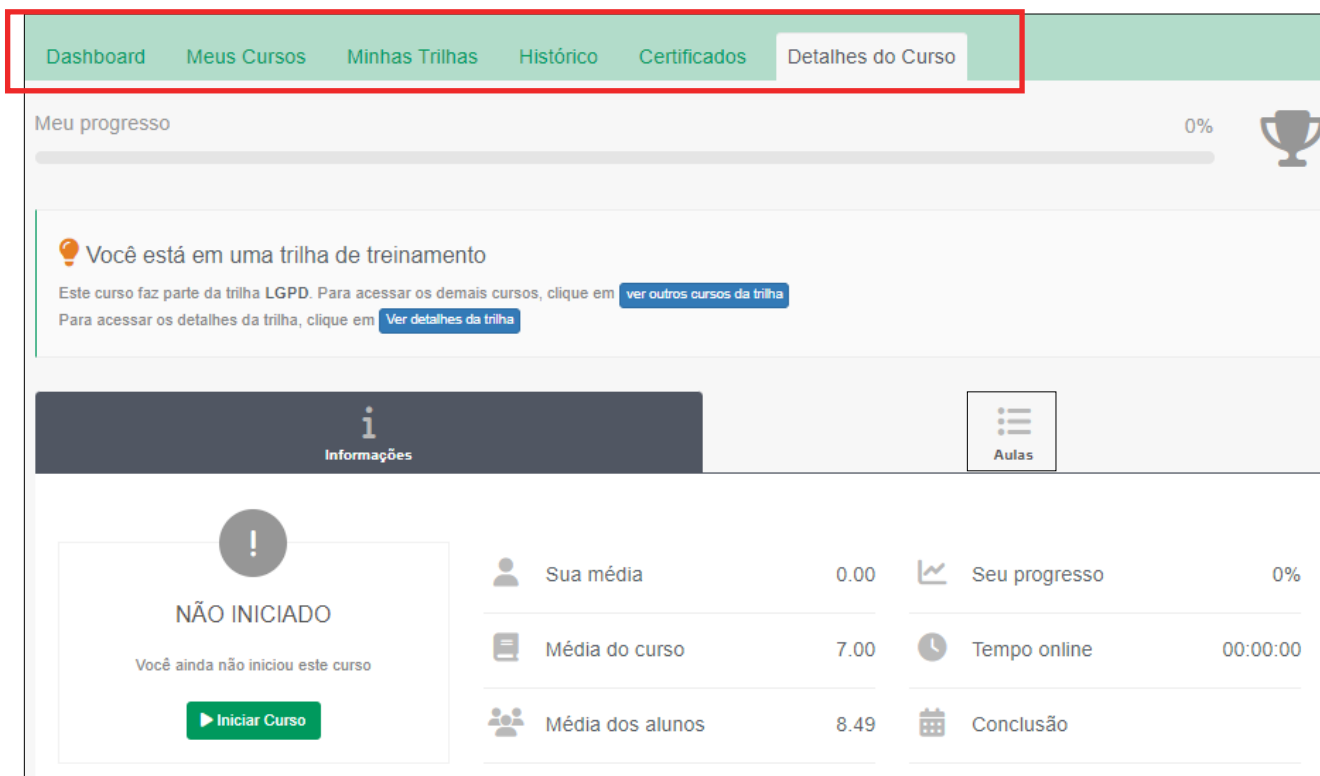 Dashboard Meus Cursos Minhas Trilhas Histórico Certificados Detalhes do Curso
Meu progresso 0%
Você está em uma trilha de treinamento
Este curso faz parte da trilha LGPD. Para acessar os demais cursos, clique em ver outros cursos da trilha
Para acessar os detalhes da trilha, clique em Ver detalhes da trilha
Informações
Aulas
NÃO INICIADO
Você ainda não iniciou este curso
Iniciar Curso
Sua média 0.00
Média do curso 7.00
Média dos alunos 8.49
Seu progresso 0%
Tempo online 00:00:00
Conclusão